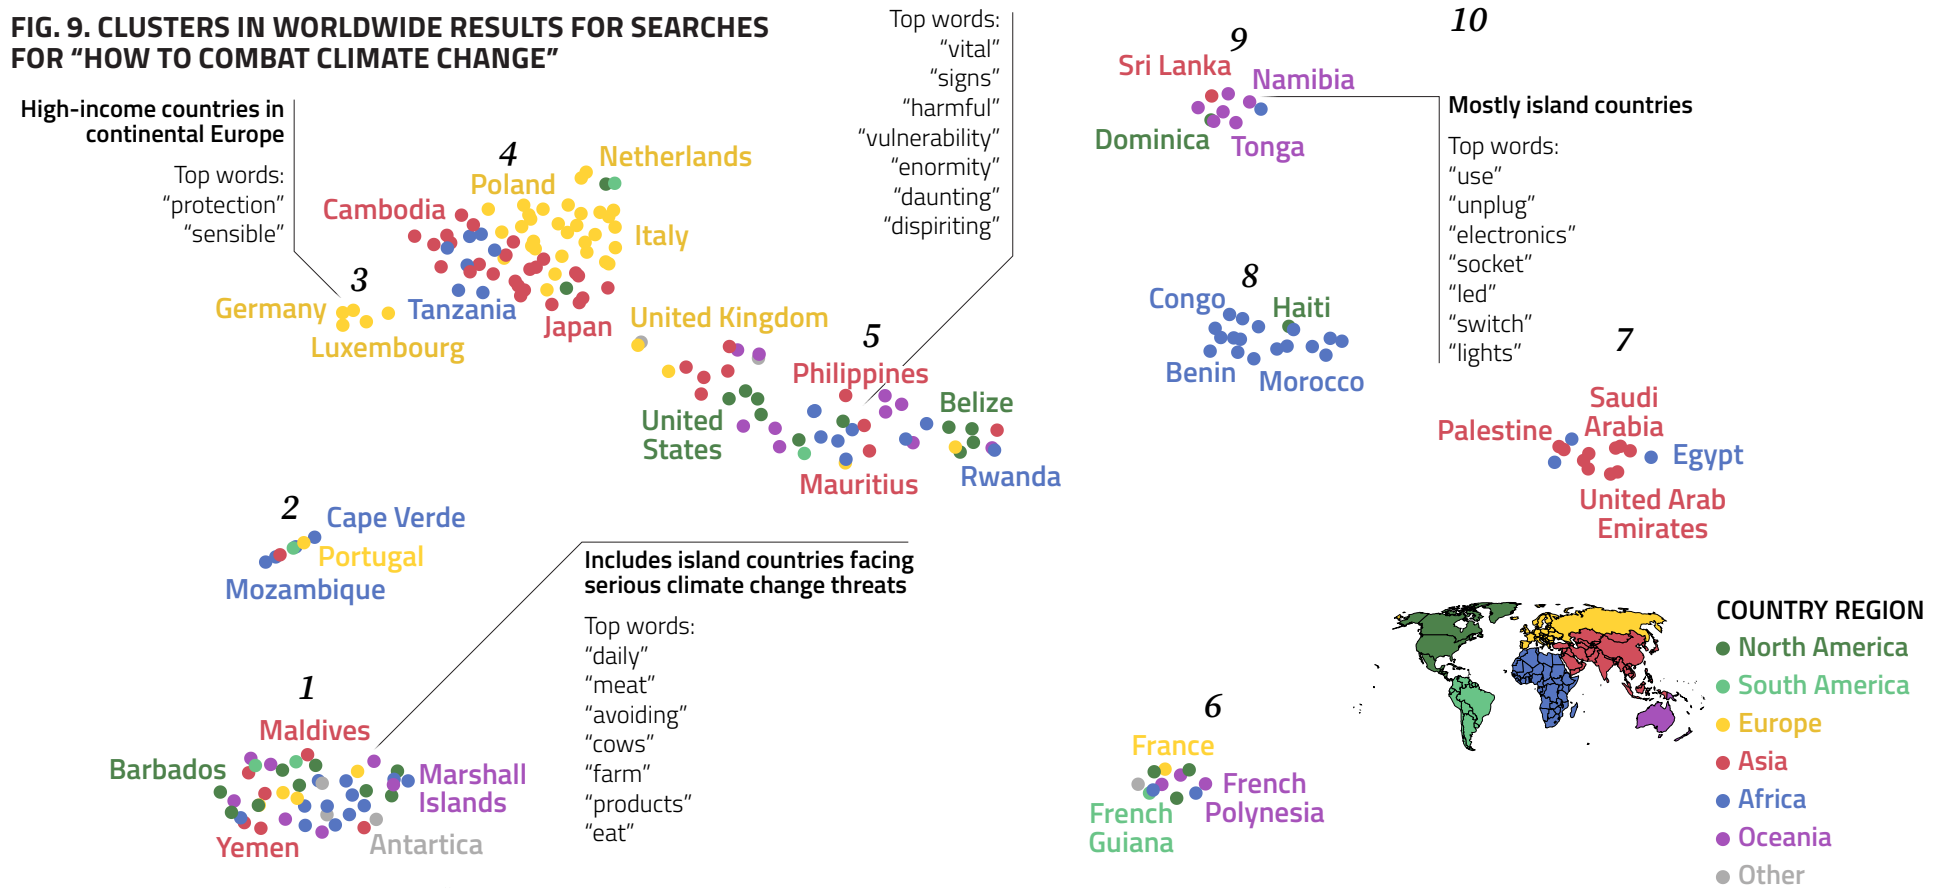 FIG. 9. CLUSTERS IN WORLDWIDE RESULTS FOR SEARCHES
FOR “HOW TO COMBAT CLIMATE CHANGE”
High-income countries in
continental Europe
Top words:
“protection”
“sensible”
3
Germany
Luxembourg
4
Netherlands
Poland
Cambodia
Italy
Tanzania
Japan
Top words:
“vital”
“signs”
“harmful”
“vulnerability”
“enormity”
“daunting”
“dispiriting”
United Kingdom
5
Philippines
United
States
Belize
Mauritius
Rwanda
9
Sri Lanka
Namibia
Dominica
Tonga
10
Mostly island countries
Top words:
“use”
“unplug”
“electronics”
“socket”
“led”
“switch”
“lights”
8
Congo
Haiti
Benin
Morocco
7
Saudi
Arabia
Palestine
Egypt
United Arab
Emirates
2
Cape Verde
Portugal
Mozambique
Includes island countries facing
serious climate change threats
Top words:
“daily”
“meat”
“avoiding”
“cows”
“farm”
“products”
“eat”
1
Maldives
Barbados
Marshall
Islands
Yemen
Antartica
6
France
French
Polynesia
French
Guiana
COUNTRY REGION
North America
South America
Europe
Asia
Africa
Oceania
Other